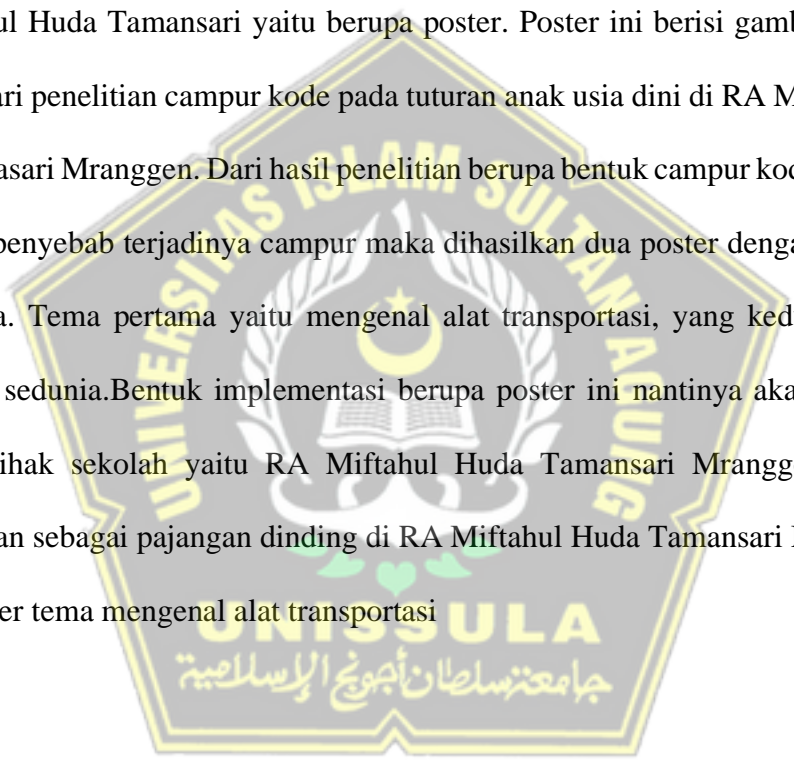 ul Huda Tamansari yaitu berupa poster. Poster ini berisi gamb
ari penelitian campur kode pada tuturan anak usia dini di RA M
asari Mranggen. Dari hasil penelitian berupa bentuk campur kod
penyebab terjadinya campur maka dihasilkan dua poster denga
a. Tema pertama yaitu mengenal alat transportasi, yang ked
sedunia.Bentuk implementasi berupa poster ini nantinya aka
ihak sekolah yaitu RA Miftahul Huda Tamansari Mrangg
an sebagai pajangan dinding di RA Miftahul Huda Tamansari
er tema mengenal alat transportasi
UNIVERSITAS ISLAM SULTAN AGUNG
UNISSULA
جامعة سلطان أجونج الإسلامية